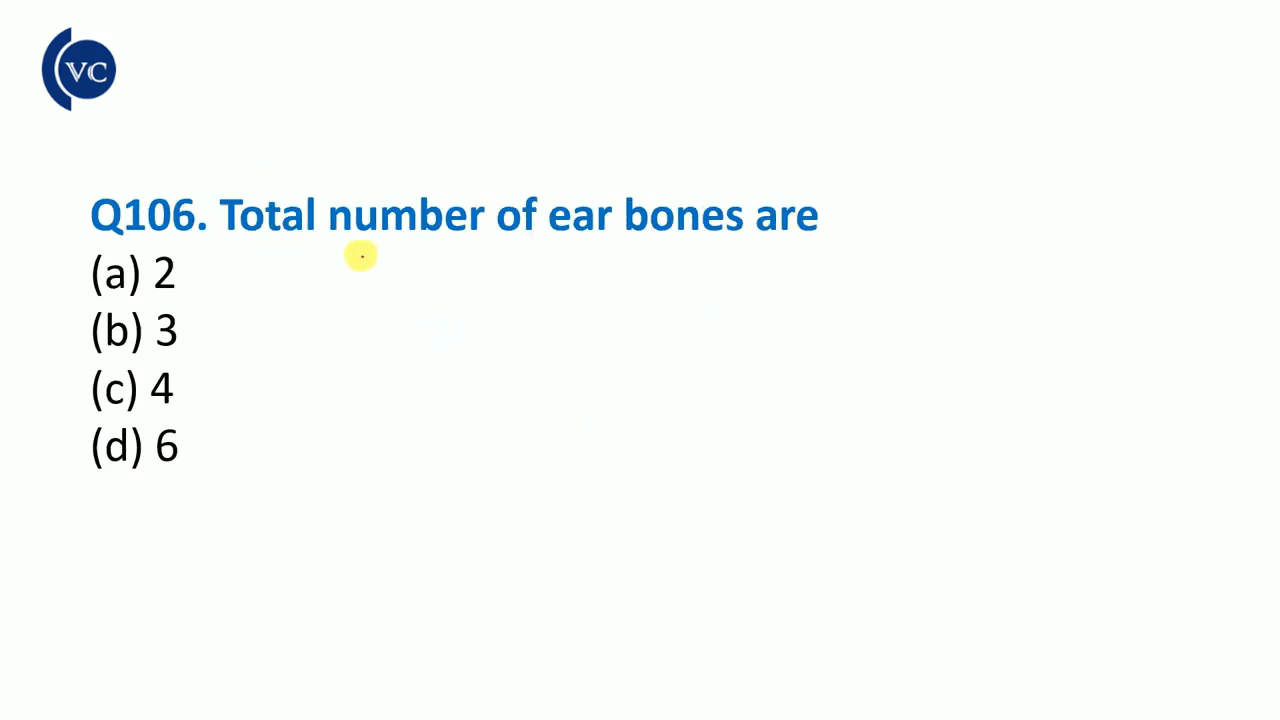 VC
Q106. Total number of ear bones are
(a) 2
(b) 3
(c) 4
(d) 6